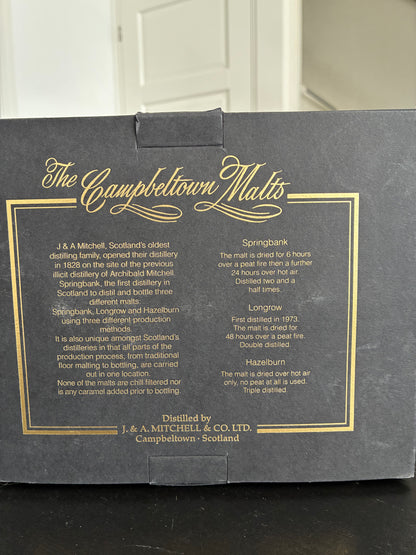 The Campbeltown Malts
J & A Mitchell, Scotland's oldest
distilling family, opened their distillery
in 1828 on the site of the previous
illicit distillery of Archibald Mitchell.
Springbank, the first distillery in
Scotland to distil and bottle three
different malts.
Springbank, Longrow and Hazelburn
using three different production
methods.
It is also unique amongst Scotland's
distilleries in that all parts of the
production process, from traditional
floor malting to bottling, are carried
out in one location.
None of the malts are chill filtered nor
is any caramel added prior to bottling.
Springbank
The malt is dried for 6 hours
over a peat fire then a further
24 hours over hot air.
Distilled two and a
half times.
Longrow
First distilled in 1973.
The malt is dried for
48 hours over a peat fire.
Double distilled.
Hazelburn
The malt is dried over hot air
only, no peat at all is used.
Triple distilled.
Distilled by
J. & A. MITCHELL & CO. LTD.
Campbeltown · Scotland